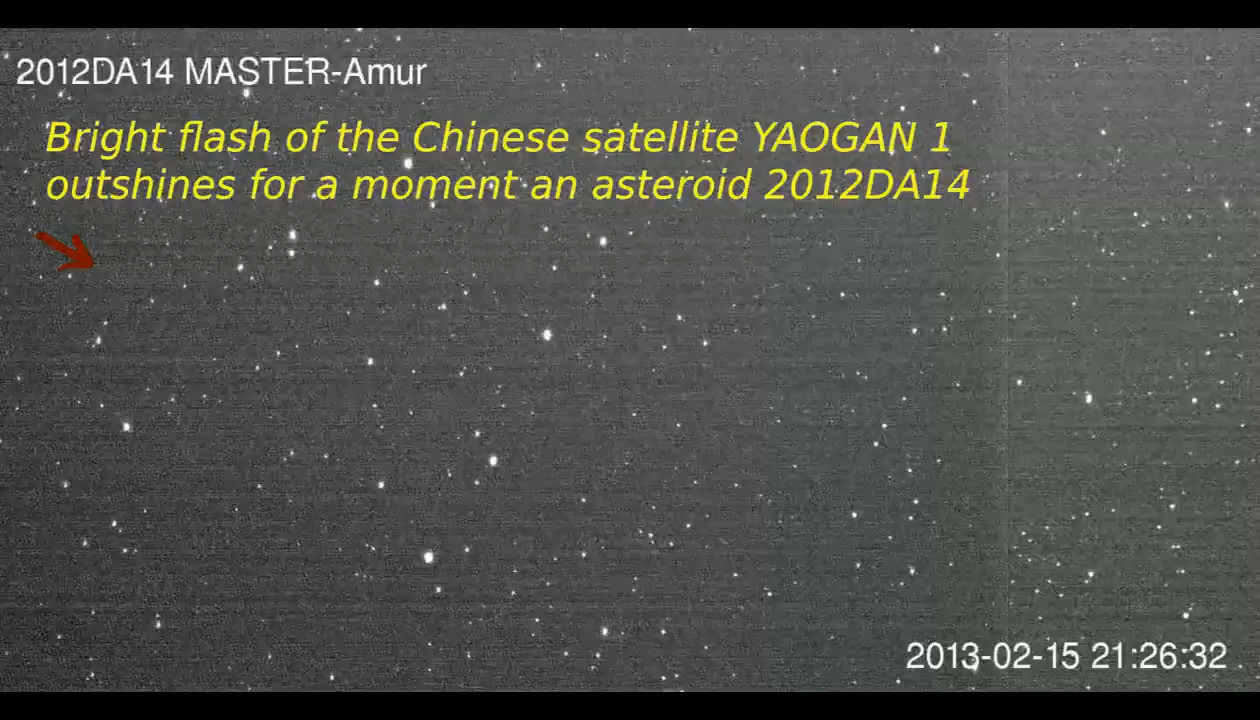 2012DA14 MASTER-Amur
Bright flash of the Chinese satellite YAOGAN 1
outshines for a moment an asteroid 2012DA14
2013-02-15 21:26:32